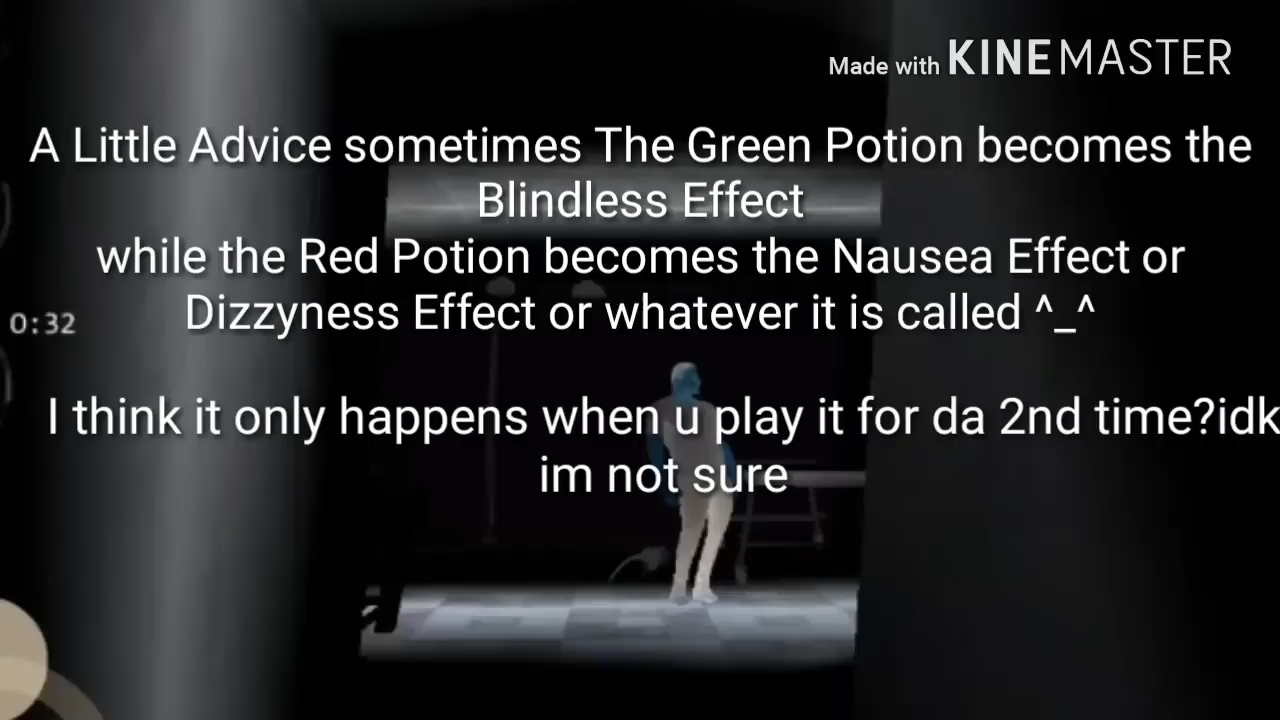 Made with KINEMASTER
A Little Advice sometimes The Green Potion becomes the
Blindless Effect
while the Red Potion becomes the Nausea Effect or
Dizzyness Effect or whatever it is called ^_^
0:32
I think it only happens when u play it for da 2nd time?idk
im not sure